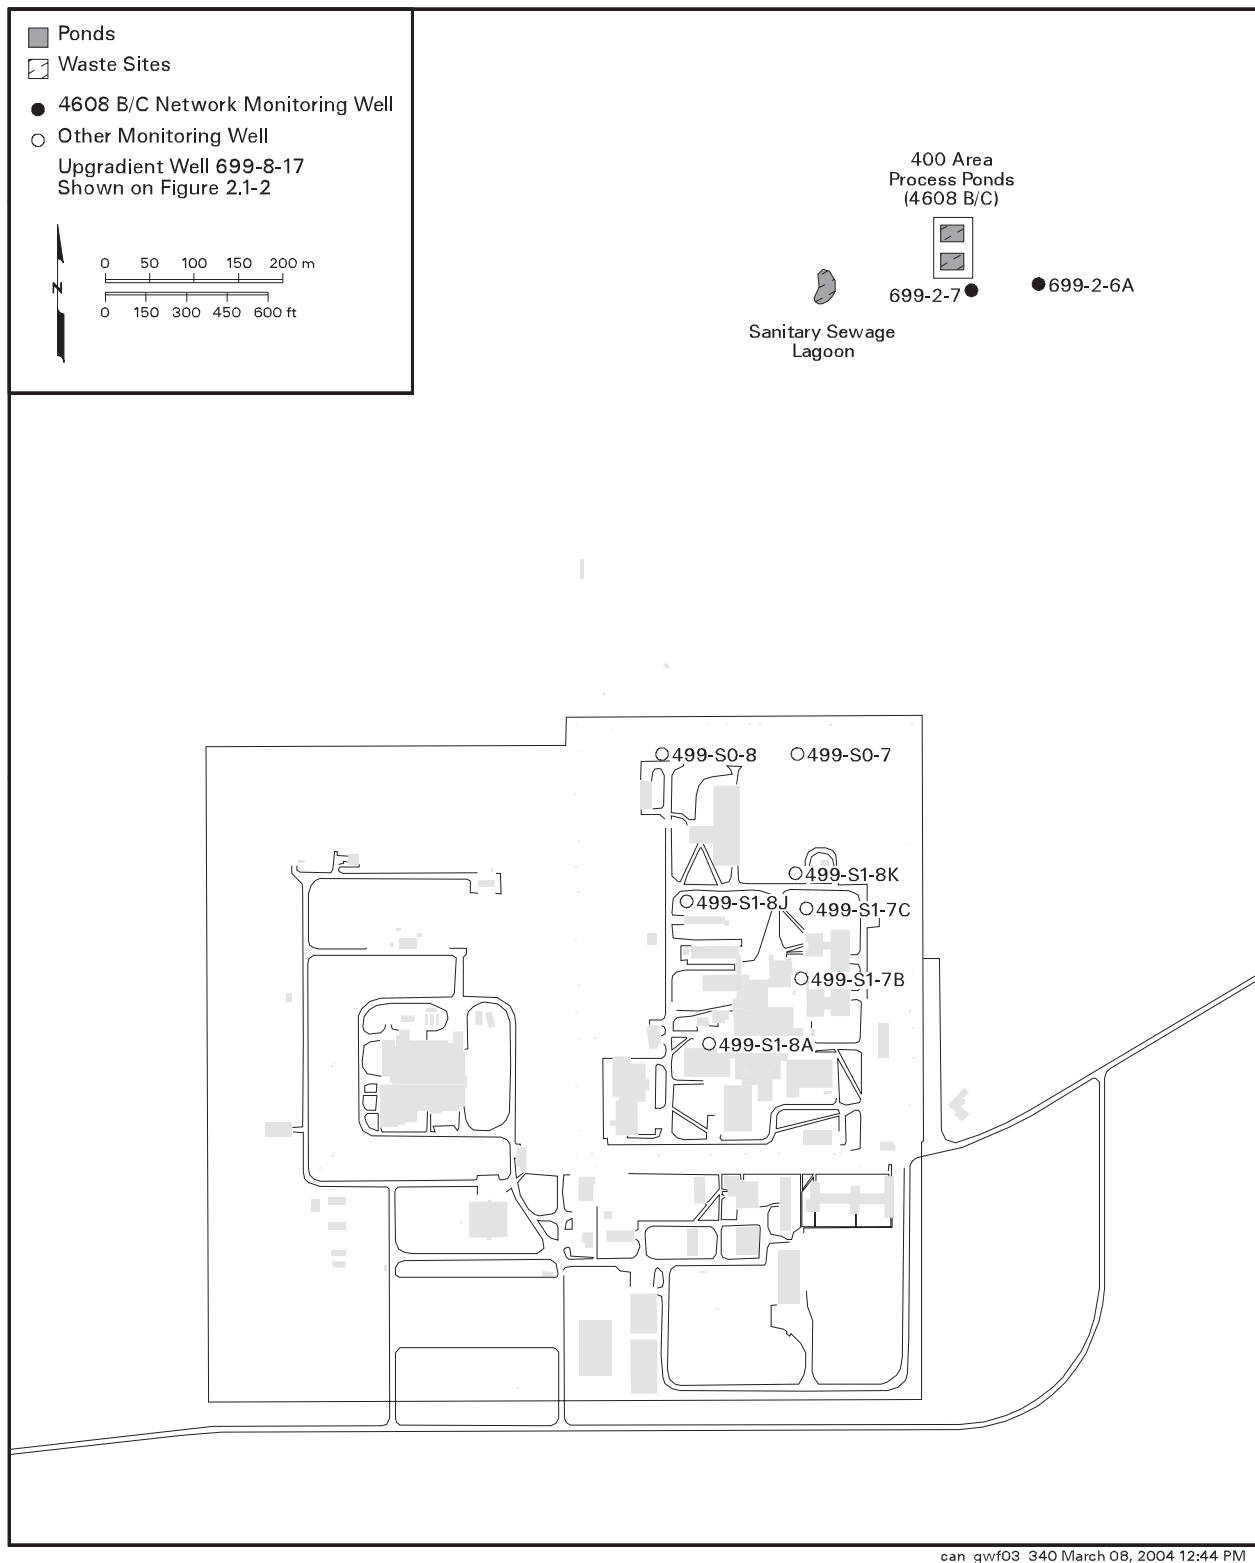 Ponds
Waste Sites
4608 B/C Network Monitoring Well
Other Monitoring Well
Upgradient Well 699-8-17
Shown on Figure 2.1-2
0 50 100 150 200 m
N
0 150 300 450 600 ft
400 Area
Process Ponds
(4608 B/C)
699-2-7
699-2-6A
Sanitary Sewage
Lagoon
499-S0-8
499-S0-7
499-S1-8K
499-S1-8J
499-S1-7C
499-S1-7B
499-S1-8A
can_gwf03_340 March 08, 2004 12:44 PM